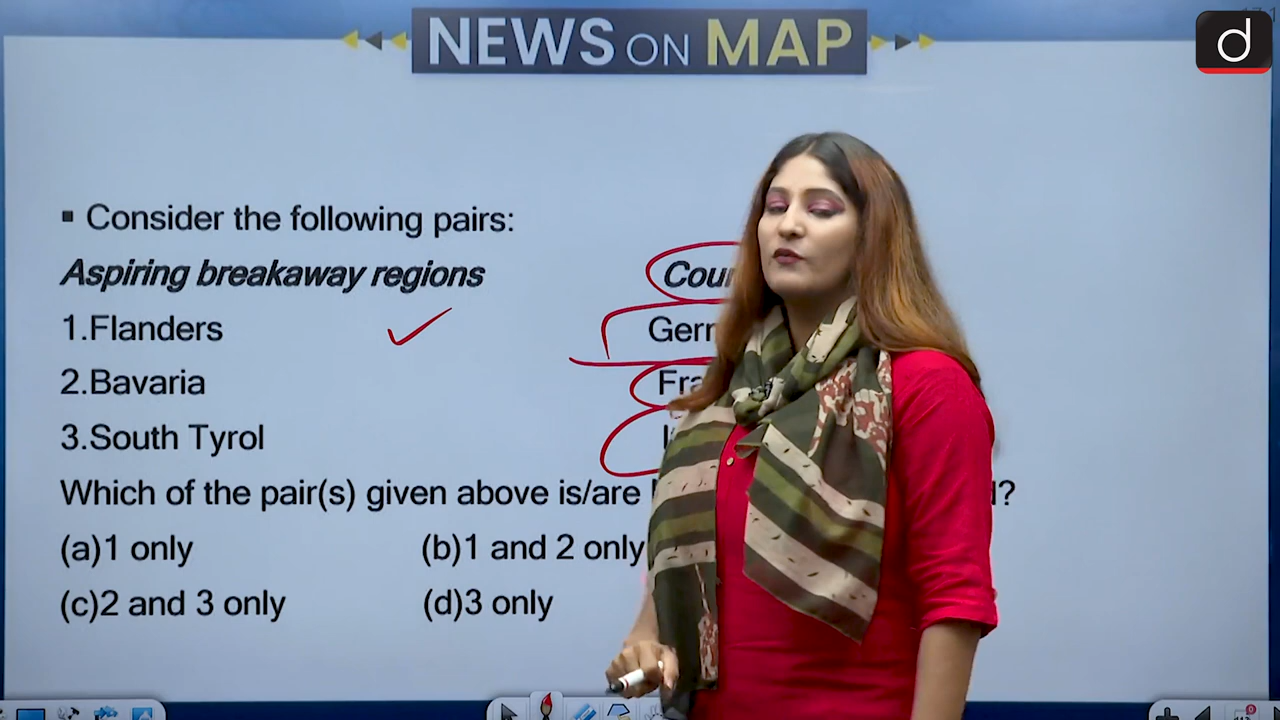 NEWS ON MAP
d
Consider the following pairs:
Aspiring breakaway regions
1.Flanders
2.Bavaria
3.South Tyrol
Which of the pair(s) given above is/are
(a)1 only (b)1 and 2 only
(c)2 and 3 only (d)3 only